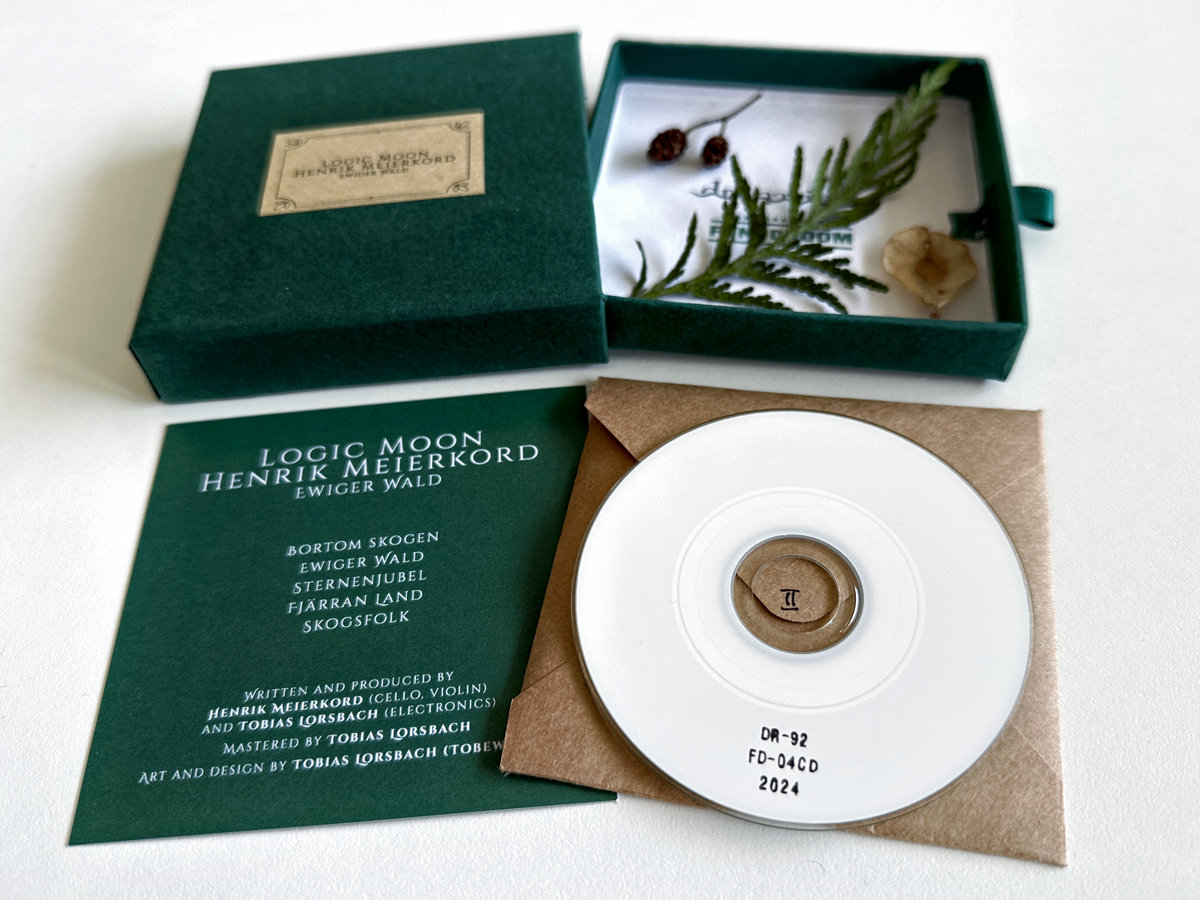 LOGIC MOON
HENRIK MEIERKORD
EWIGER WALD
LOGIC MOON
HENRIK MEIERKORD
EWIGER WALD
BORTOM SKOGEN
EWIGER WALD
STERNENJUBEL
FJÄRRAN LAND
SKOGSFOLK
WRITTEN AND PRODUCED BY
HENRIK MEIERKORD (CELLO, VIOLIN)
AND TOBIAS LORSBACH (ELECTRONICS)
MASTERED BY TOBIAS LORSBACH
ART AND DESIGN BY TOBIAS LORSBACH (TOBEW
II
DR-92
FD-04CD
2024